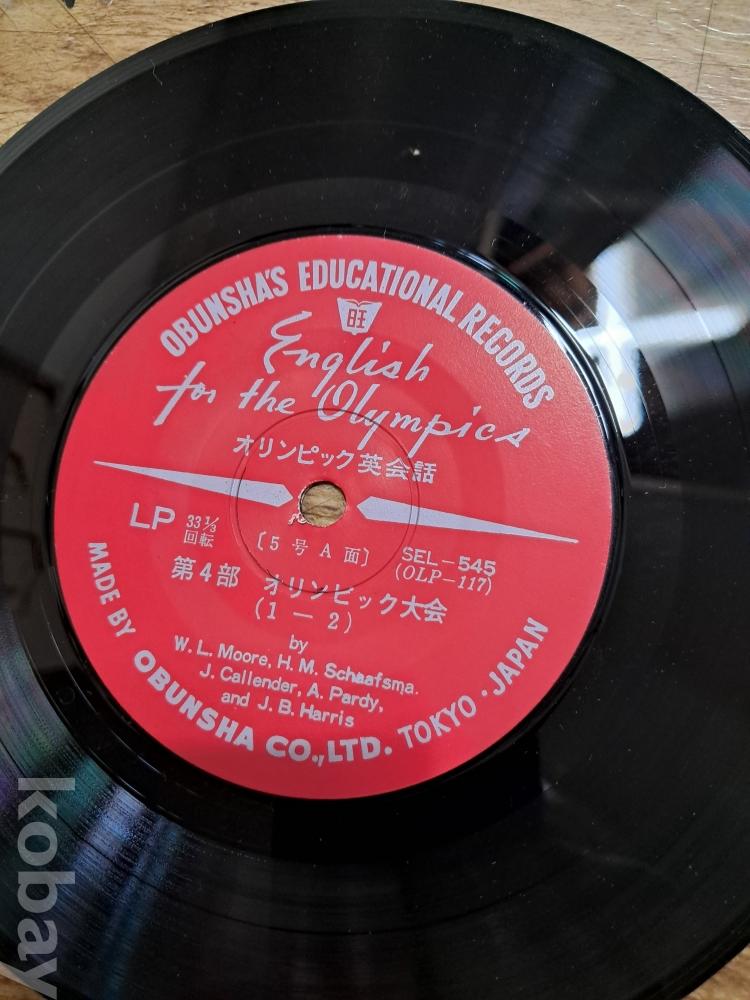 OBUNSHA'S EDUCATIONAL RECORDS
旺
English
for the Olympics
オリンピック英会話
LP 33 1/3 回転
〔5号A面〕
SEL-545
(OLP-117)
第4部 オリンピック大会
(1—2)
by
W. L. Moore, H. M. Schaafsma.
J. Callender, A. Pardy,
and J. B. Harris
MADE BY OBUNSHA CO., LTD. TOKYO・JAPAN
kobay